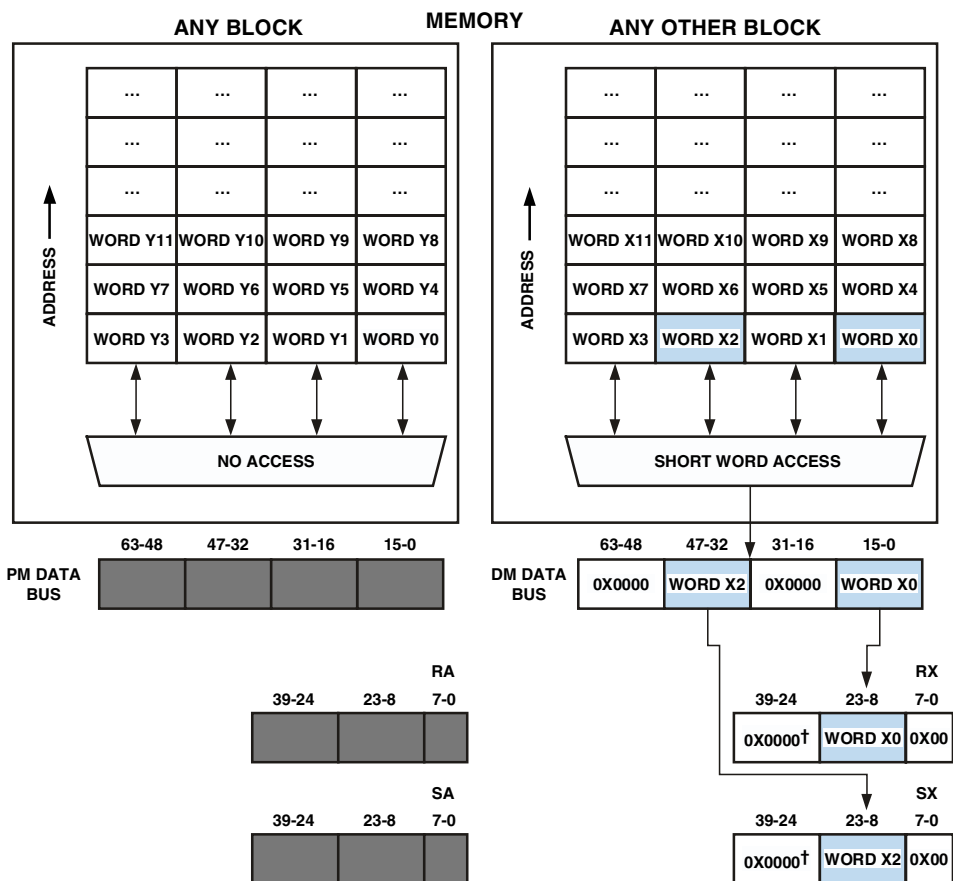 MEMORY
ANY BLOCK
ANY OTHER BLOCK
ADDRESS
... ... ... ...
... ... ... ...
... ... ... ...
WORD Y11 WORD Y10 WORD Y9 WORD Y8
WORD Y7 WORD Y6 WORD Y5 WORD Y4
WORD Y3 WORD Y2 WORD Y1 WORD Y0
NO ACCESS
ADDRESS
... ... ... ...
... ... ... ...
... ... ... ...
WORD X11 WORD X10 WORD X9 WORD X8
WORD X7 WORD X6 WORD X5 WORD X4
WORD X3 WORD X2 WORD X1 WORD X0
SHORT WORD ACCESS
63-48 47-32 31-16 15-0
PM DATA
BUS
63-48 47-32 31-16 15-0
DM DATA
BUS
0X0000 WORD X2 0X0000 WORD X0
RA
39-24 23-8 7-0
RX
39-24 23-8 7-0
0X0000† WORD X0 0X00
SA
39-24 23-8 7-0
SX
39-24 23-8 7-0
0X0000† WORD X2 0X00